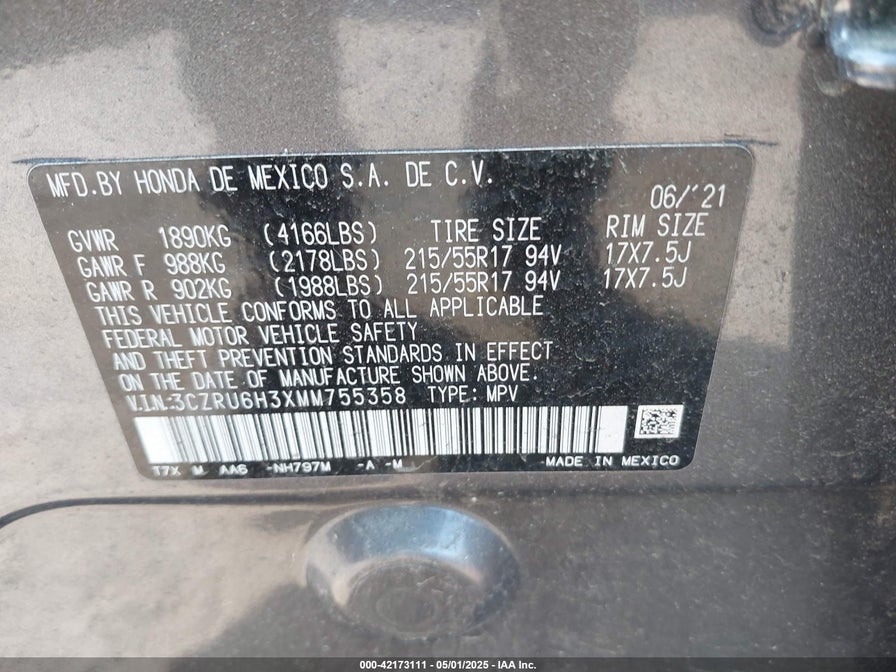 MFD.BY HONDA DE MEXICO S.A. DE C.V.
06/'21
GVWR 1890KG (4166LBS) TIRE SIZE RIM SIZE
GAWR F 988KG (2178LBS) 215/55R17 94V 17X7.5J
GAWR R 902KG (1988LBS) 215/55R17 94V 17X7.5J
THIS VEHICLE CONFORMS TO ALL APPLICABLE
FEDERAL MOTOR VEHICLE SAFETY
AND THEFT PREVENTION STANDARDS IN EFFECT
ON THE DATE OF MANUFACTURE SHOWN ABOVE.
V.I.N:3CZRU6H3XMM755358 TYPE: MPV
T7X M AA6 -NH797M -A -M MADE IN MEXICO
000-42173111 - 05/01/2025 - IAA Inc.